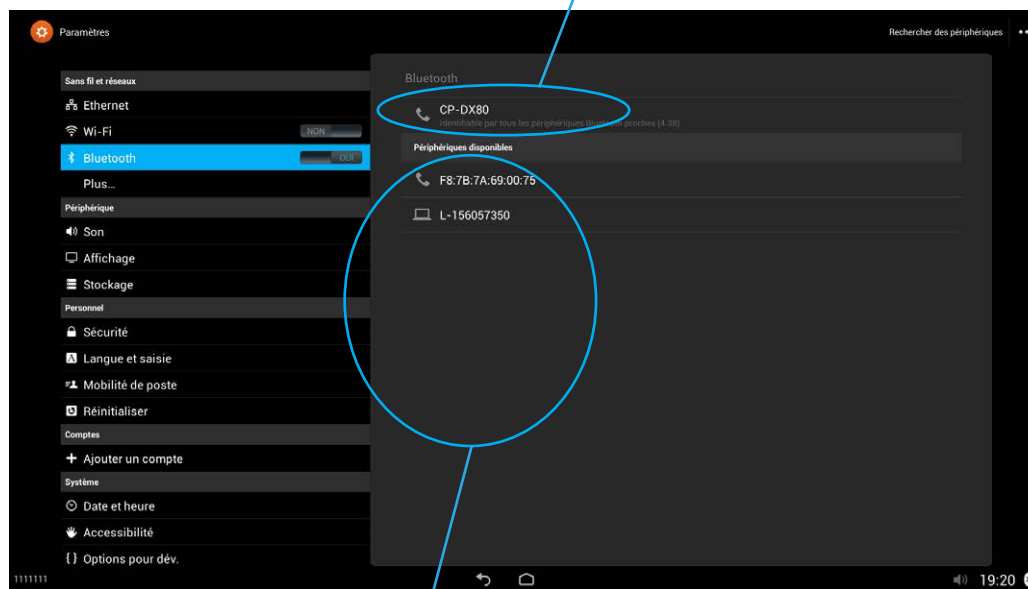 Paramètres
Rechercher des périphériques
Sans fil et réseaux
Ethernet
Wi-Fi NON
Bluetooth OUI
Plus...
Périphérique
Son
Affichage
Stockage
Personnel
Sécurité
Langue et saisie
Mobilité de poste
Réinitialiser
Comptes
Ajouter un compte
Système
Date et heure
Accessibilité
{} Options pour dév.
Bluetooth
CP-DX80
Identifiable par tous les périphériques Bluetooth proches (4:38)
Périphériques disponibles
F8:7B:7A:69:00:75
L-156057350
1111111
19:20